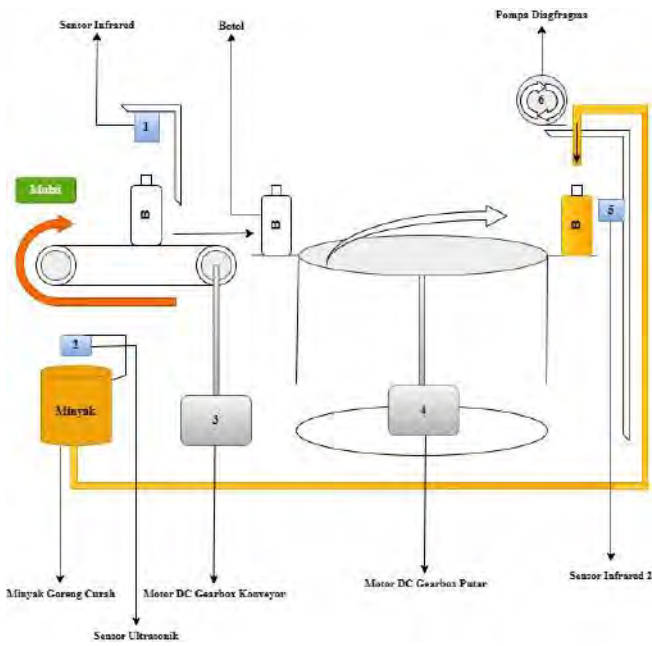 Sensor Infrared
Botol
Pompa Diagfragma
6
1
Mulai
B
B
B
5
2
Minyak
3
4
Minyak Goreng Curah
Motor DC Gearbox Konveyor
Motor DC Gearbox Putar
Sensor Infrared 2
Sensor Ultrasonik